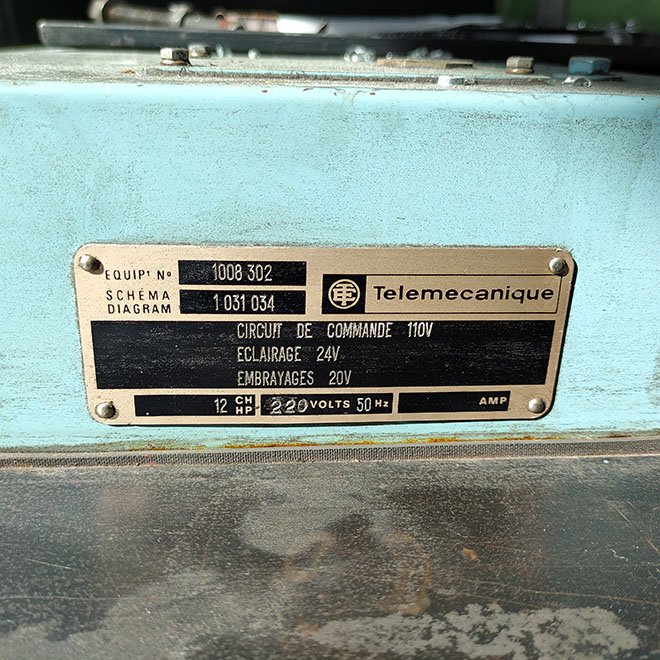 EQUIPᵗ Nº 1008 302
SCHÉMA
DIAGRAM 1 031 034
TE Telemecanique
CIRCUIT DE COMMANDE 110V
ECLAIRAGE 24V
EMBRAYAGES 20V
12 CH
HP 220 VOLTS 50 Hz AMP